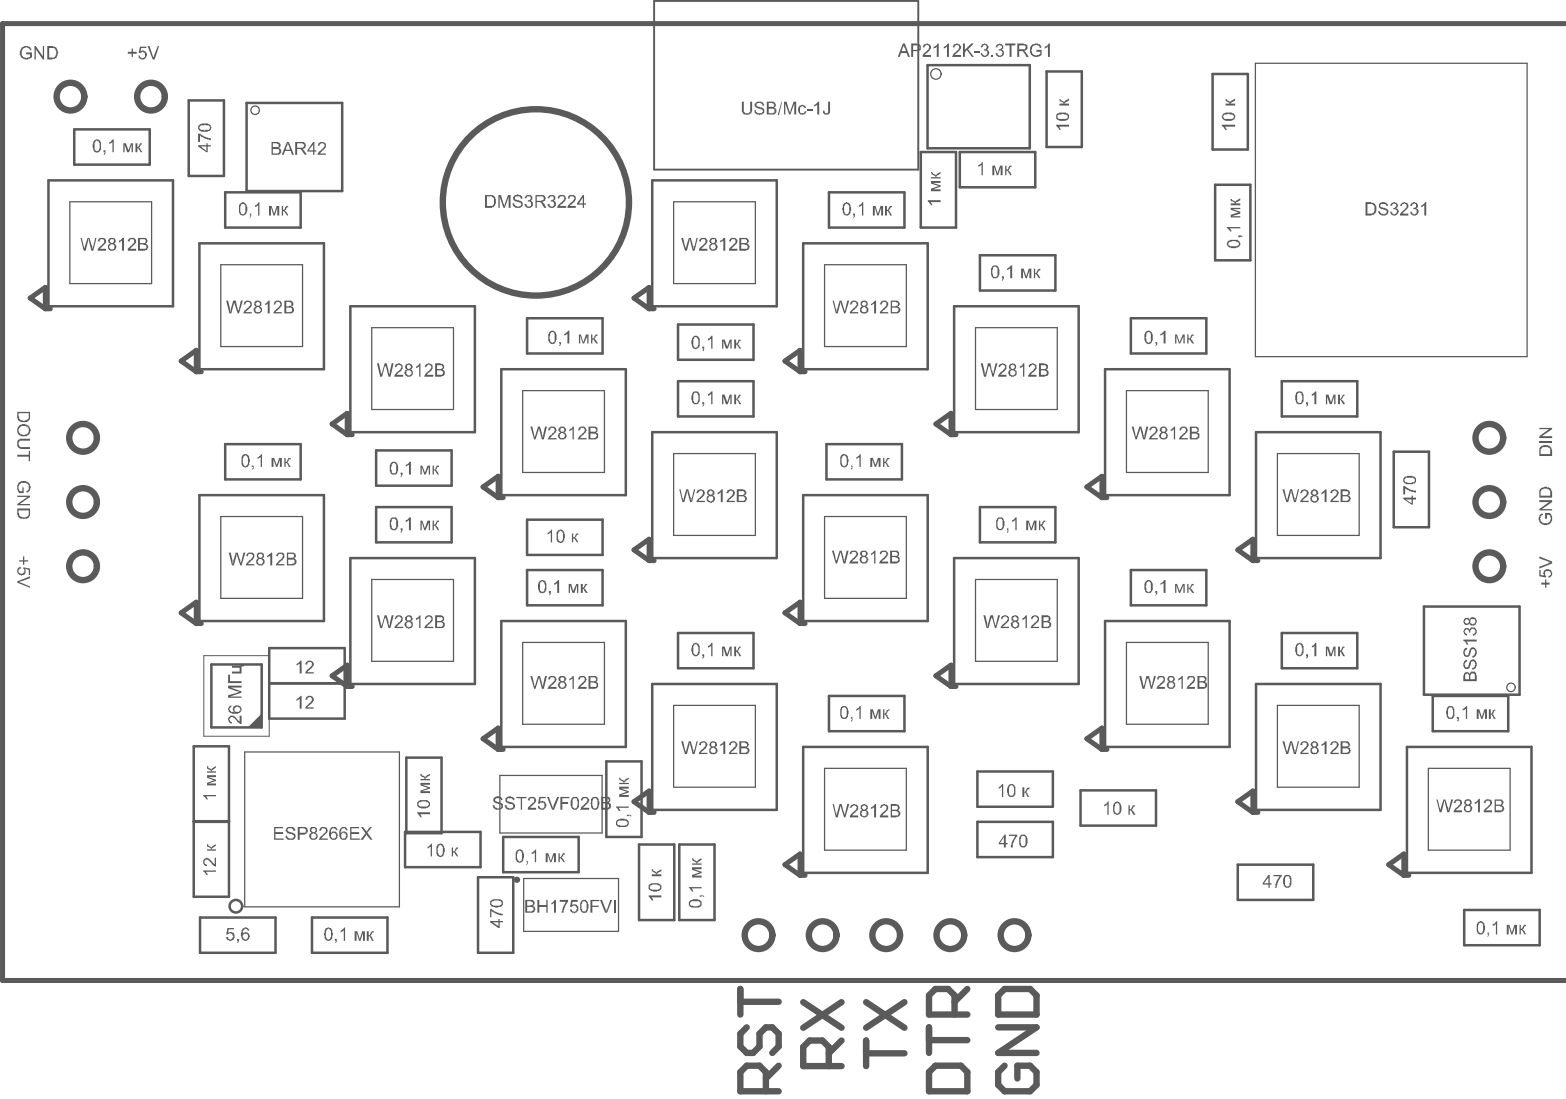 GND
+5V
AP2112K-3.3TRG1
USB/Mc-1J
10 к
10 к
470
0,1 мк
BAR42
1 мк
1 мк
DMS3R3224
0,1 мк
0,1 мк
DS3231
0,1 мк
W2812B
W2812B
0,1 мк
W2812B
W2812B
0,1 мк
0,1 мк
0,1 мк
W2812B
W2812B
0,1 мк
0,1 мк
DOUT
W2812B
W2812B
DIN
0,1 мк
0,1 мк
0,1 мк
470
GND
W2812B
W2812B
GND
0,1 мк
0,1 мк
10 к
W2812B
W2812B
+5V
0,1 мк
0,1 мк
+5V
W2812B
W2812B
BSS138
0,1 мк
0,1 мк
12
26 МГц
12
W2812B
W2812B
0,1 мк
0,1 мк
W2812B
W2812B
1 мк
10 мк
SST25VF020B
0,1 мк
W2812B
10 к
10 к
W2812B
ESP8266EX
12 к
10 к
0,1 мк
470
10 к
0,1 мк
470
470
BH1750FVI
5,6
0,1 мк
0,1 мк
RST
RX
TX
DTR
GND